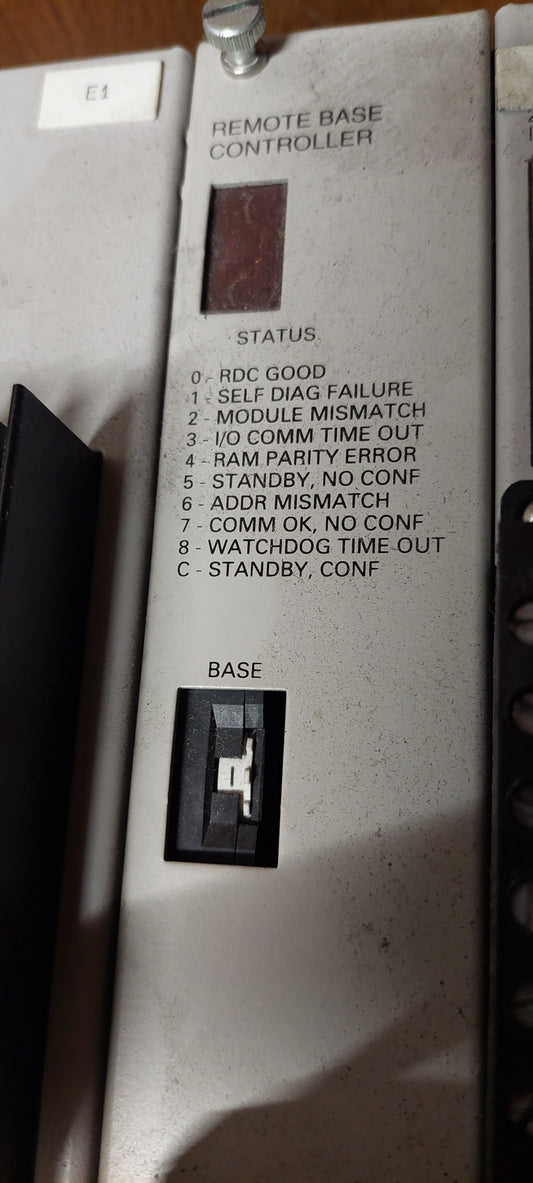 E1
REMOTE BASE
CONTROLLER
STATUS
0 - RDC GOOD
1 - SELF DIAG FAILURE
2 - MODULE MISMATCH
3 - I/O COMM TIME OUT
4 - RAM PARITY ERROR
5 - STANDBY, NO CONF
6 - ADDR MISMATCH
7 - COMM OK, NO CONF
8 - WATCHDOG TIME OUT
C - STANDBY, CONF
BASE